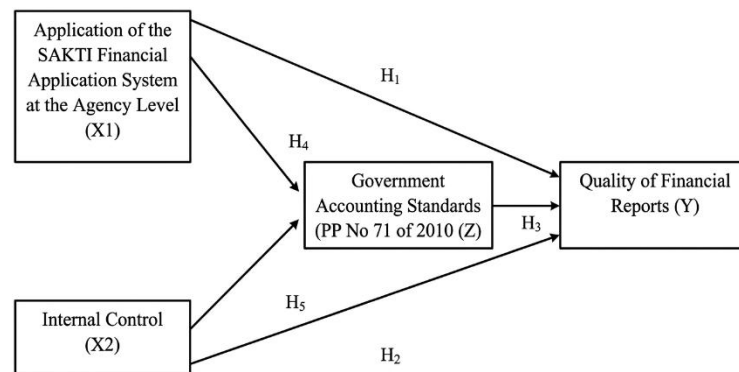 Application of the
SAKTI Financial
Application System
at the Agency Level
(X1)
H1
H4
Government
Accounting Standards
(PP No 71 of 2010 (Z)
Quality of Financial
Reports (Y)
H3
Internal Control
(X2)
H5
H2